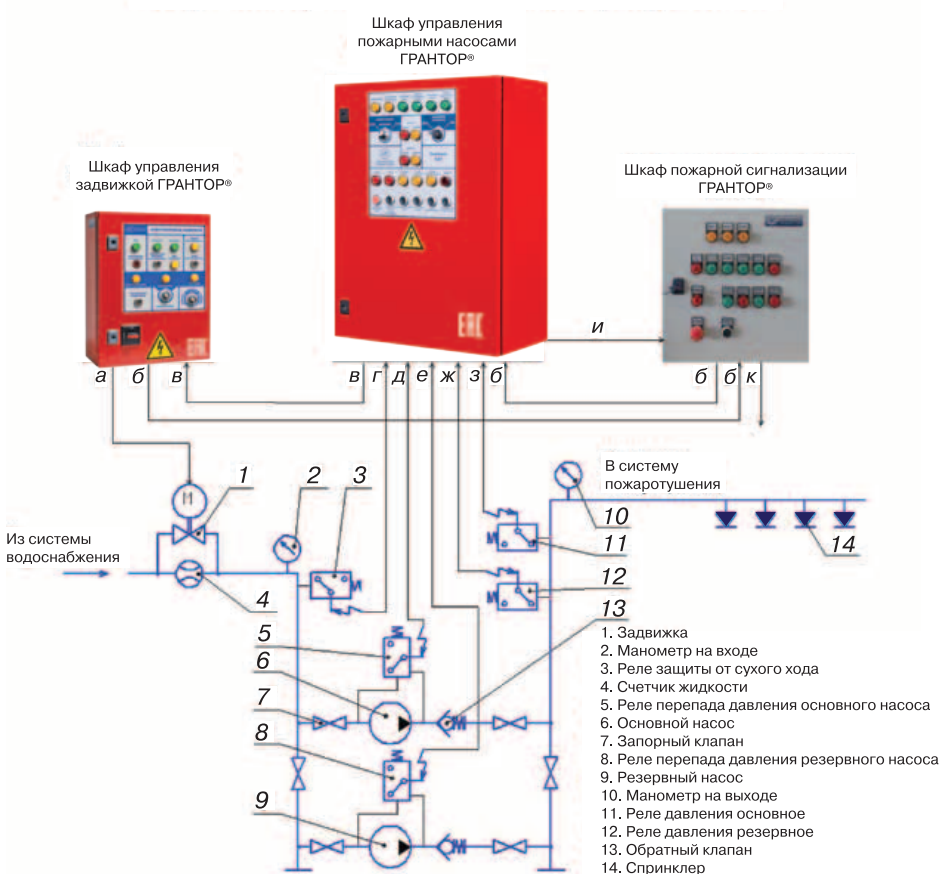 Шкаф управления
пожарными насосами
ГРАНТОР®
Шкаф управления
задвижкой ГРАНТОР®
Шкаф пожарной сигнализации
ГРАНТОР®
EAC
EAC
и
а б в
в г д е ж з б
б б к
1
2
3
M
Из системы
водоснабжения
4
5
6
7
8
9
В систему
пожаротушения
10
11
12
13
14
1. Задвижка
2. Манометр на входе
3. Реле защиты от сухого хода
4. Счетчик жидкости
5. Реле перепада давления основного насоса
6. Основной насос
7. Запорный клапан
8. Реле перепада давления резервного насоса
9. Резервный насос
10. Манометр на выходе
11. Реле давления основное
12. Реле давления резервное
13. Обратный клапан
14. Спринклер